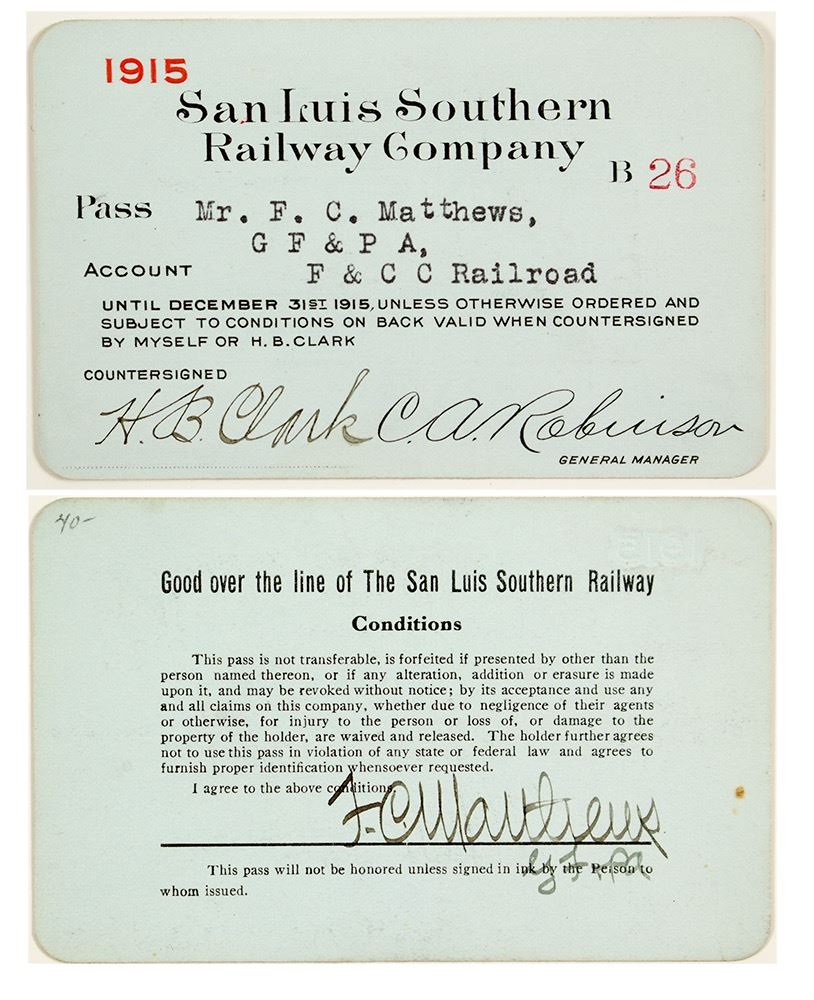 1915
San Luis Southern
Railway Company
B 26
Pass Mr. F. C. Matthews,
G F & P A,
Account F & C C Railroad
UNTIL DECEMBER 31ST 1915, UNLESS OTHERWISE ORDERED AND
SUBJECT TO CONDITIONS ON BACK VALID WHEN COUNTERSIGNED
BY MYSELF OR H. B. CLARK
COUNTERSIGNED
H. B. Clark C. A. Robinson
GENERAL MANAGER
40-
Good over the line of The San Luis Southern Railway
Conditions
This pass is not transferable, is forfeited if presented by other than the
person named thereon, or if any alteration, addition or erasure is made
upon it, and may be revoked without notice; by its acceptance and use any
and all claims on this company, whether due to negligence of their agents
or otherwise, for injury to the person or loss of, or damage to the
property of the holder, are waived and released. The holder further agrees
not to use this pass in violation of any state or federal law and agrees to
furnish proper identification whensoever requested.
I agree to the above conditions
F. C. Matthews
G F & PA
This pass will not be honored unless signed in ink by the Person to
whom issued.